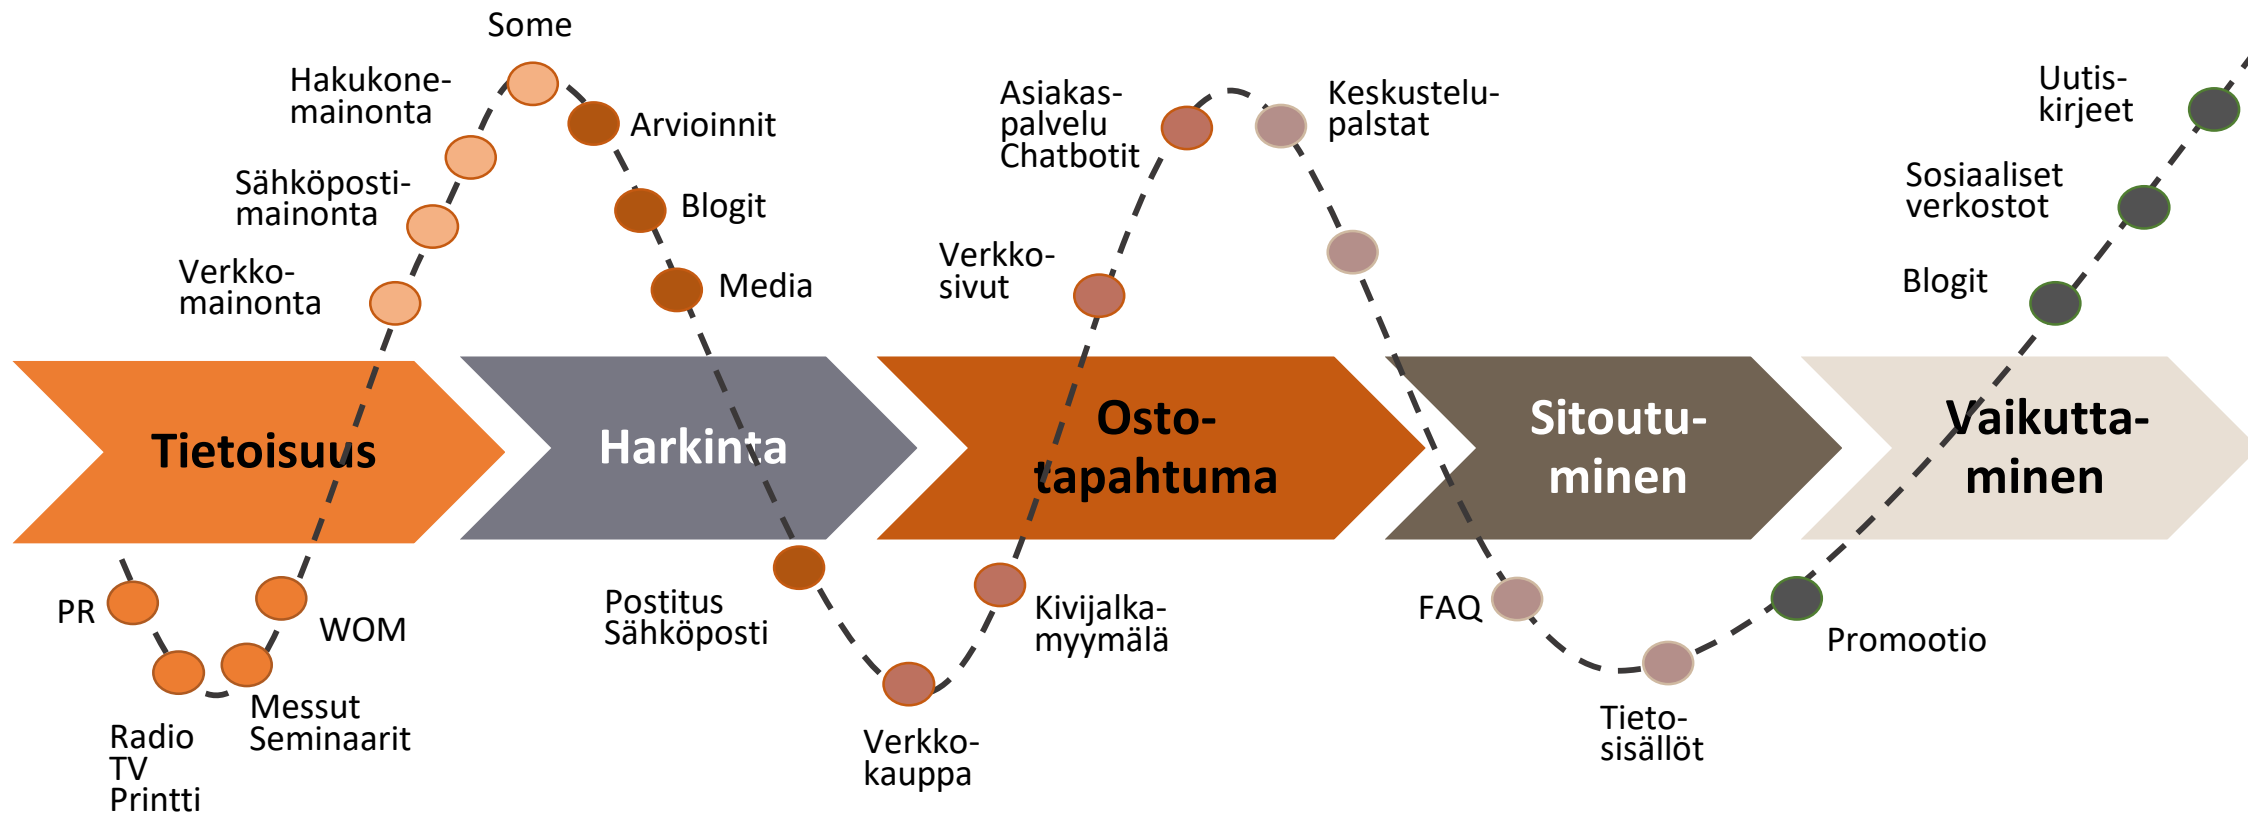 Some
Hakukone-
mainonta
Sähköposti-
mainonta
Verkko-
mainonta
Arvioinnit
Blogit
Media
Asiakas-
palvelu
Chatbotit
Keskustelu-
palstat
Verkko-
sivut
Uutis-
kirjeet
Sosiaaliset
verkostot
Blogit
Tietoisuus
Harkinta
Osto-
tapahtuma
Sitoutu-
minen
Vaikutta-
minen
PR
WOM
Messut
Seminaarit
Radio
TV
Printti
Postitus
Sähköposti
Verkko-
kauppa
Kivijalka-
myymälä
FAQ
Tieto-
sisällöt
Promootio